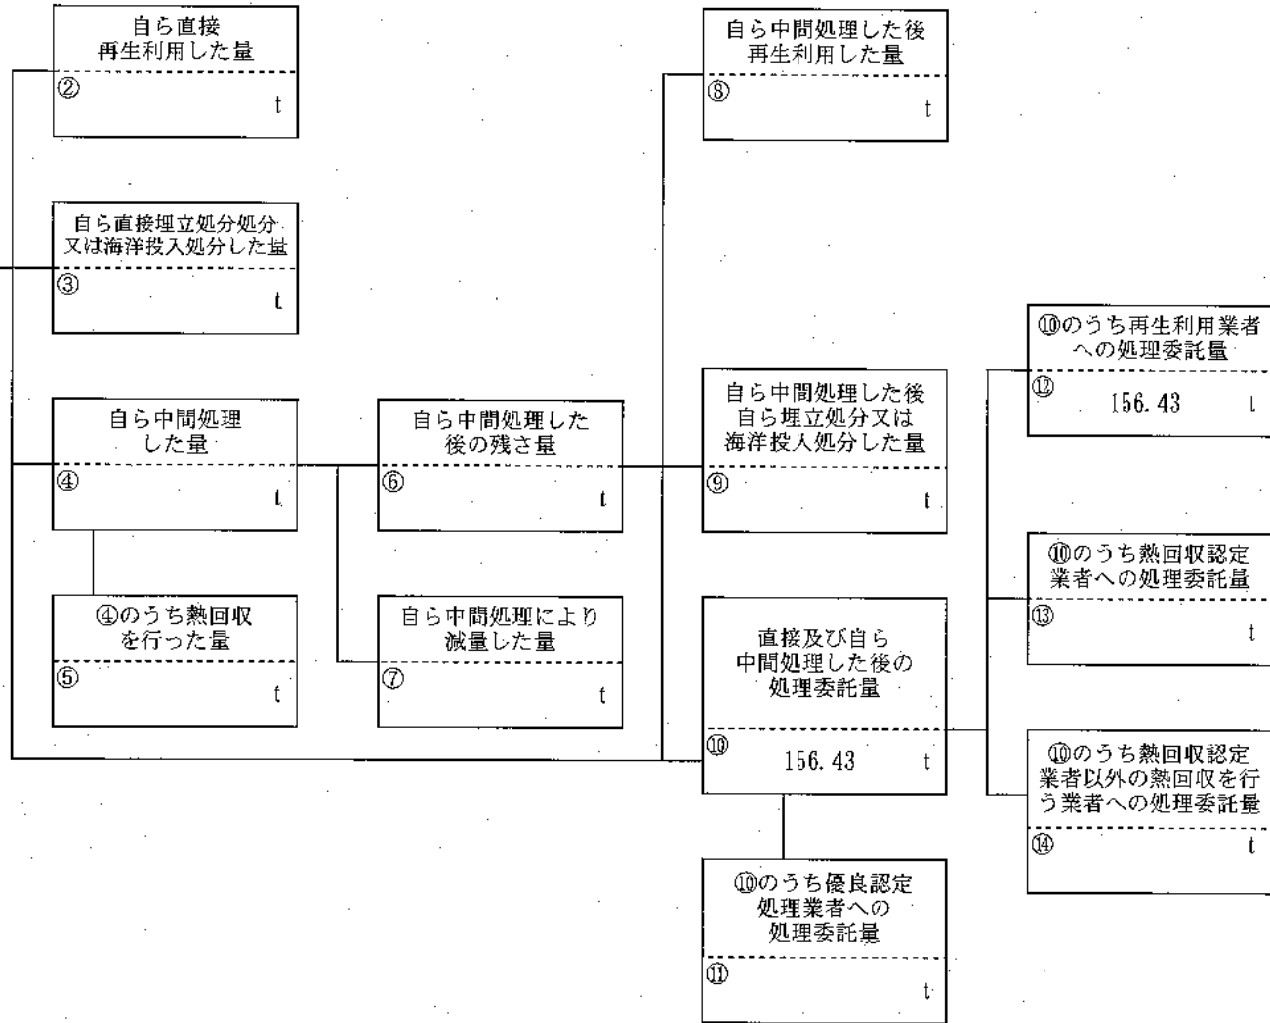 自ら直接
再生利用した量
②
t
自ら直接埋立処分処分
又は海洋投入処分した量
③
t
自ら中間処理
した量
④
t
④のうち熱回収
を行った量
⑤
t
自ら中間処理した
後の残さ量
⑥
t
自ら中間処理により
減量した量
⑦
t
自ら中間処理した後
再生利用した量
⑧
t
自ら中間処理した後
自ら埋立処分又は
海洋投入処分した量
⑨
t
直接及び自ら
中間処理した後の
処理委託量
⑩
156.43 t
⑩のうち優良認定
処理業者への
処理委託量
⑪
t
⑩のうち再生利用業者
への処理委託量
⑫
156.43 t
⑩のうち熱回収認定
業者への処理委託量
⑬
t
⑩のうち熱回収認定
業者以外の熱回収を行
う業者への処理委託量
⑭
t